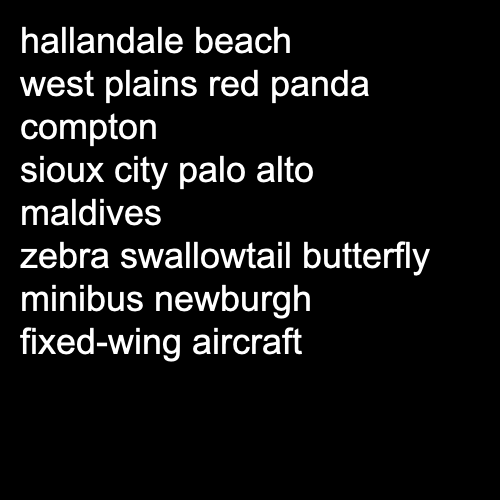 hallandale beach
west plains red panda
compton
sioux city palo alto
maldives
zebra swallowtail butterfly
minibus newburgh
fixed-wing aircraft